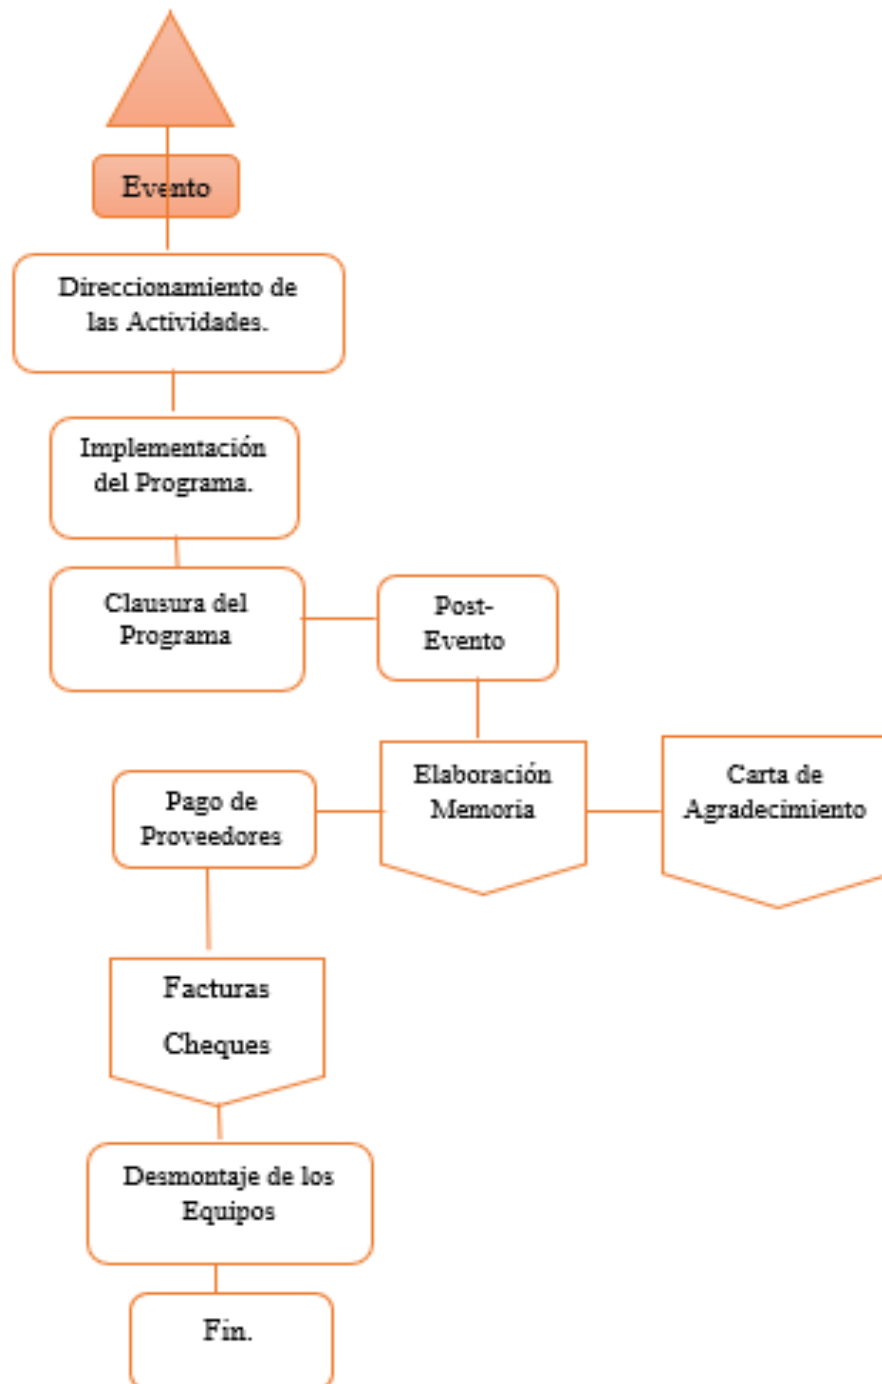 Evento
Direccionamiento de
las Actividades.
Implementación
del Programa.
Clausura del
Programa
Post-
Evento
Elaboración
Memoria
Carta de
Agradecimiento
Pago de
Proveedores
Facturas
Cheques
Desmontaje de los
Equipos
Fin.